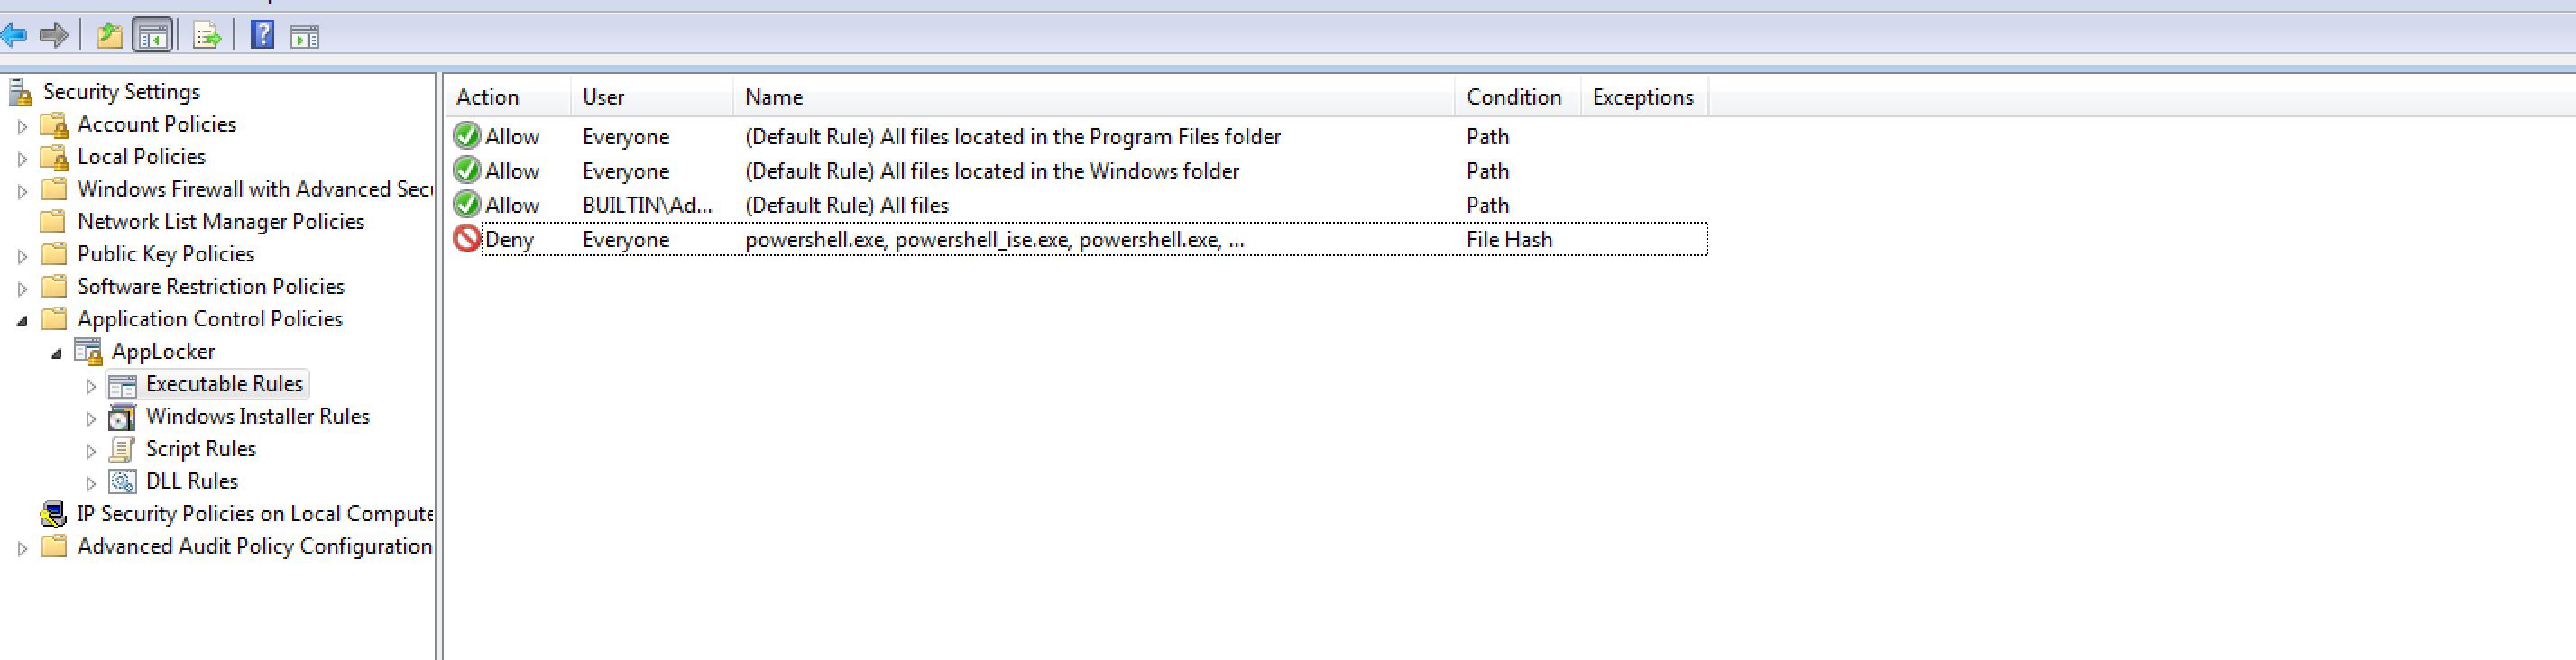 Security Settings
Account Policies
Local Policies
Windows Firewall with Advanced Secu
Network List Manager Policies
Public Key Policies
Software Restriction Policies
Application Control Policies
AppLocker
Executable Rules
Windows Installer Rules
Script Rules
DLL Rules
IP Security Policies on Local Compute
Advanced Audit Policy Configuration
Action User Name Condition Exceptions
Allow Everyone (Default Rule) All files located in the Program Files folder Path
Allow Everyone (Default Rule) All files located in the Windows folder Path
Allow BUILTIN\Ad... (Default Rule) All files Path
Deny Everyone powershell.exe, powershell_ise.exe, powershell.exe, ... File Hash